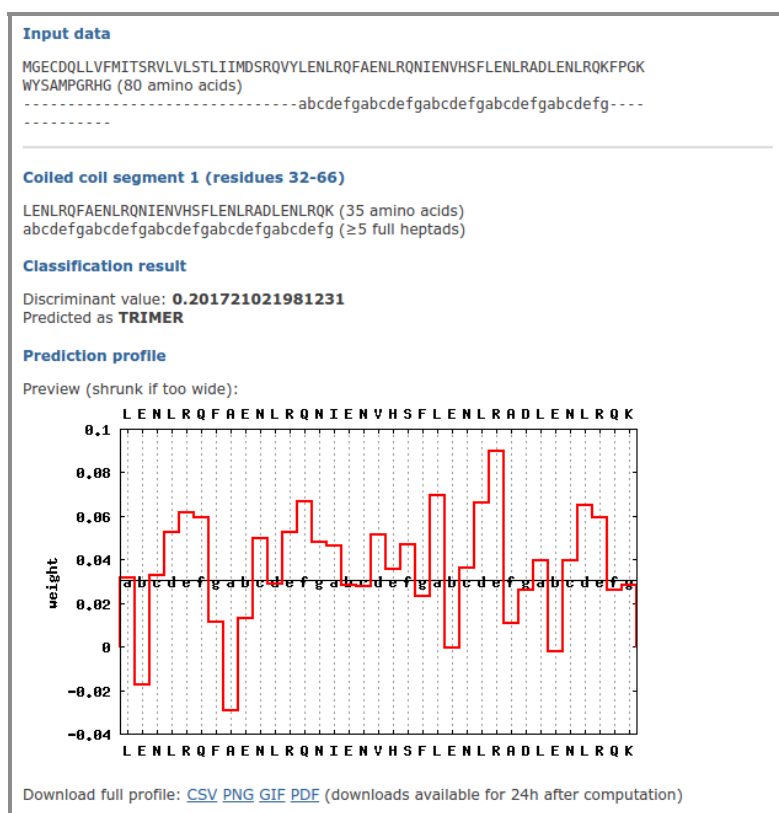 Input data
MGECDQLLVFMITSRVLVLSTLIIMDSRQVYLENLRQFAENLRQNIENVHSFLENLRADLENLRQKFPGK
WYSAMPGRHG (80 amino acids)
-------------------------------abcdefgabcdefgabcdefgabcdefgabcdefg----
----------
Coiled coil segment 1 (residues 32-66)
LENLRQFAENLRQNIENVHSFLENLRADLENLRQK (35 amino acids)
abcdefgabcdefgabcdefgabcdefgabcdefg (≥5 full heptads)
Classification result
Discriminant value: 0.201721021981231
Predicted as TRIMER
Prediction profile
Preview (shrunk if too wide):
L E N L R Q F A E N L R Q N I E N V H S F L E N L R A D L E N L R Q K
0.1
0.08
0.06
0.04
0.02
0
-0.02
-0.04
weight
a b c d e f g a b c d e f g a b c d e f g a b c d e f g a b c d e f g
L E N L R Q F A E N L R Q N I E N V H S F L E N L R A D L E N L R Q K
Download full profile: CSV PNG GIF PDF (downloads available for 24h after computation)